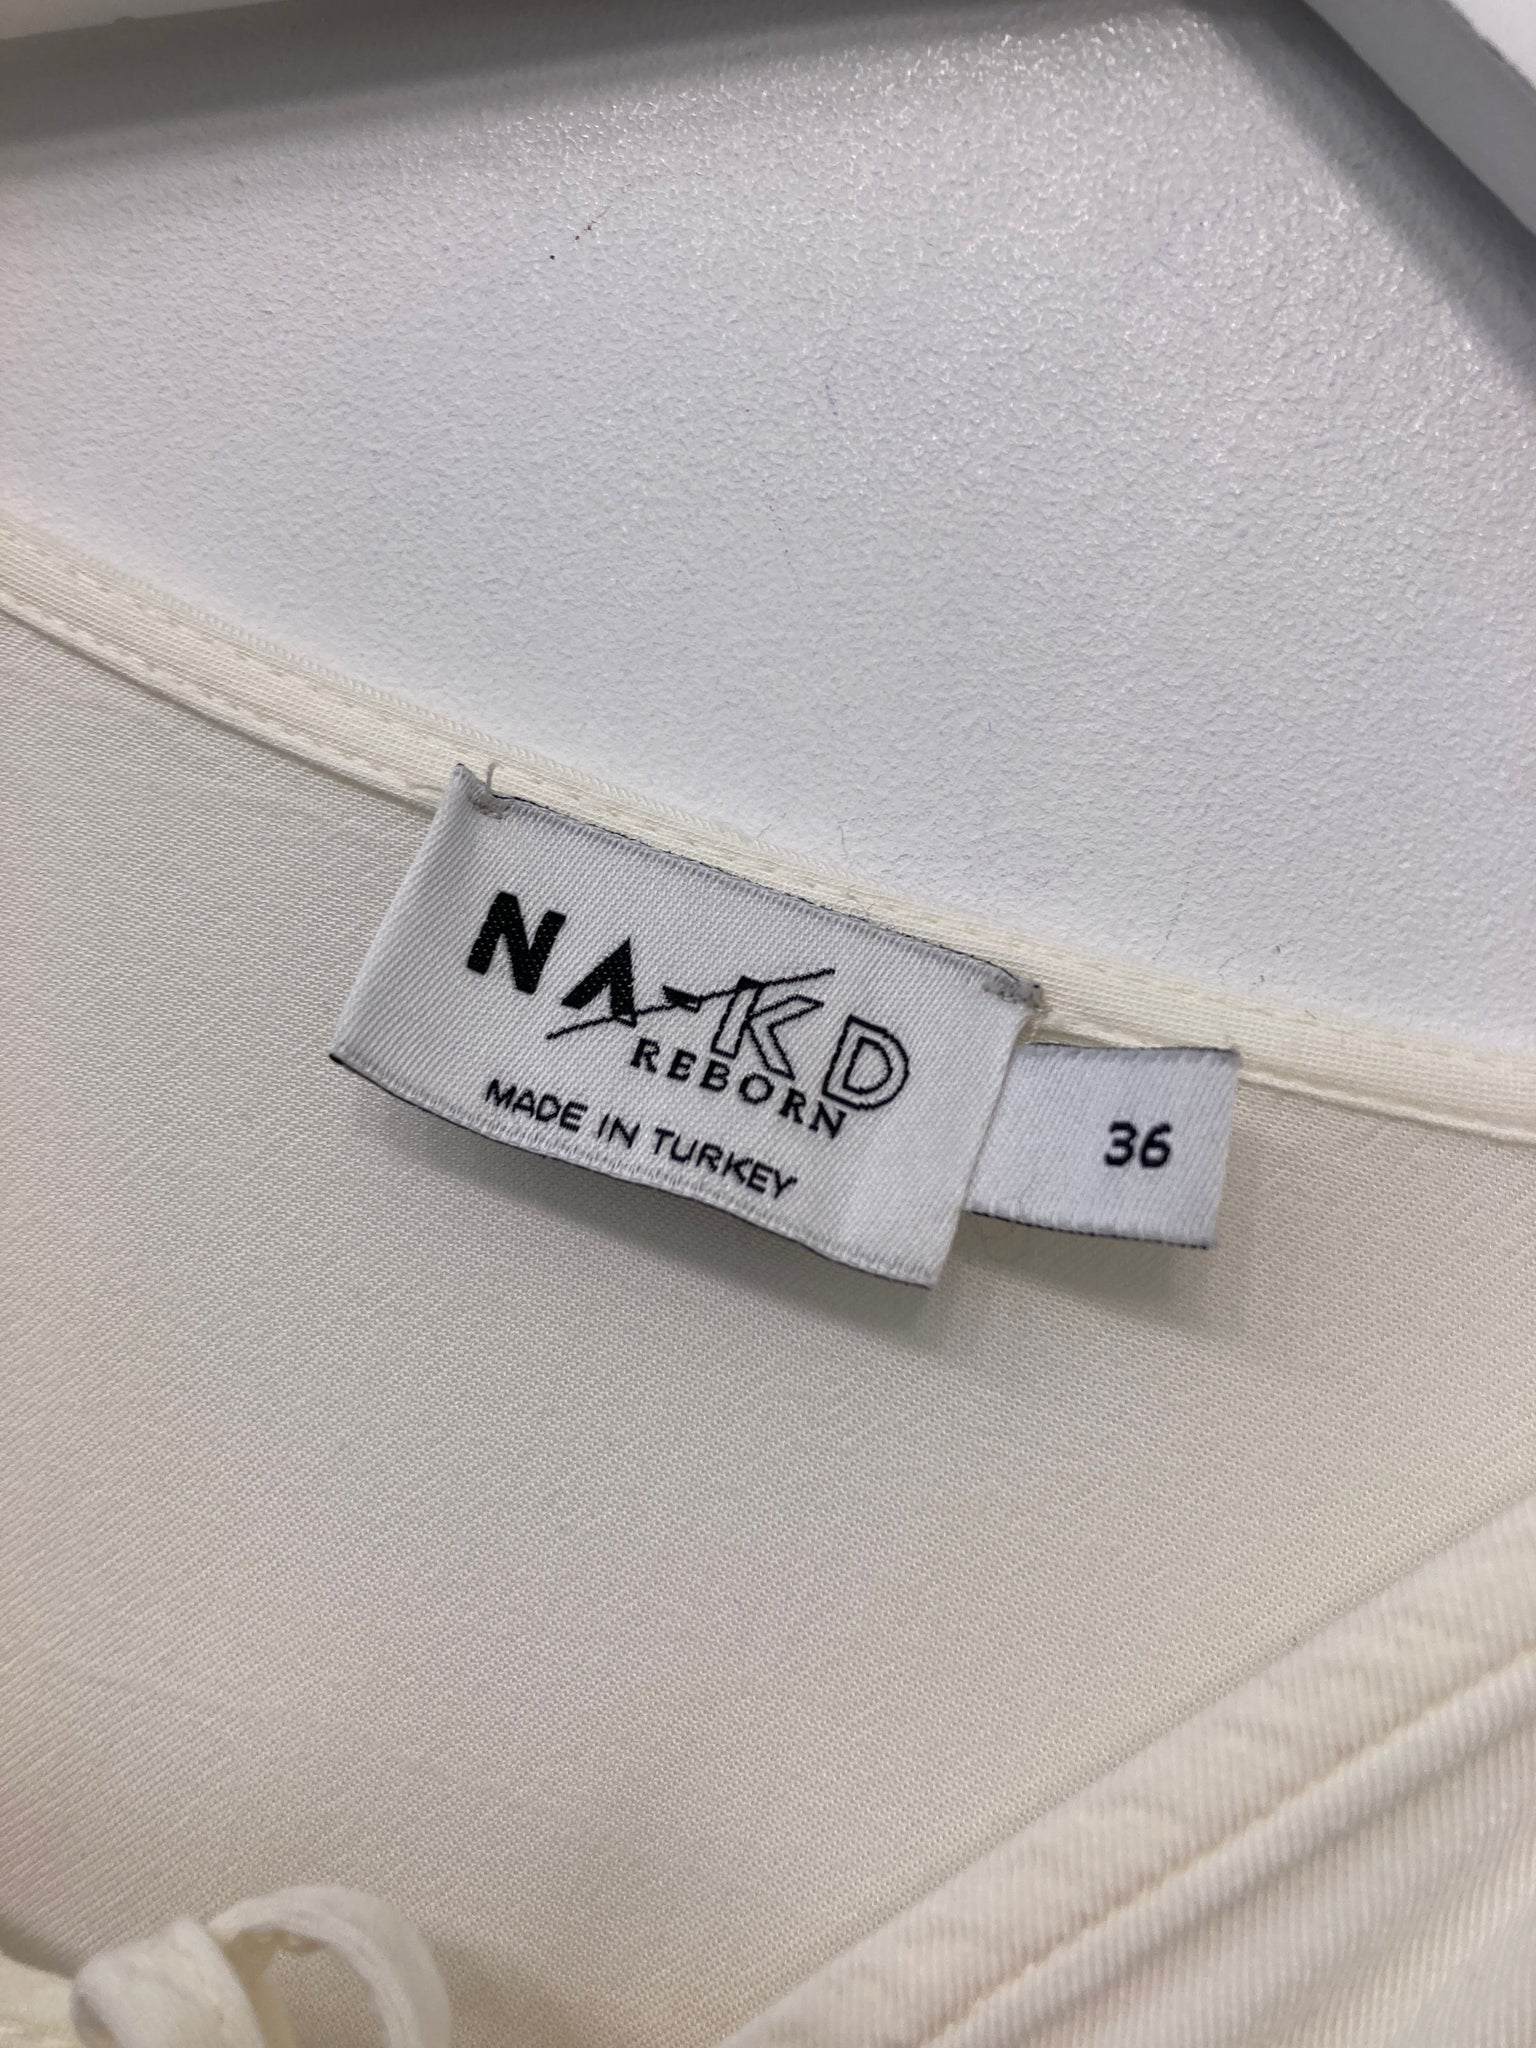 NA-KD
REBORN
MADE IN TURKEY
36